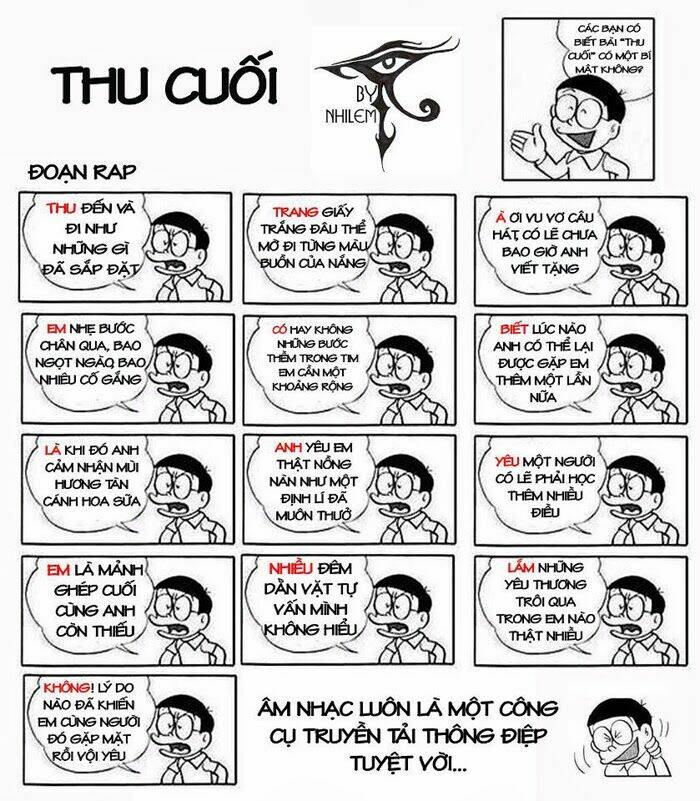 THU CUỐI
BY
NHILEM
CÁC BẠN CÓ
BIẾT BÀI "THU
CUỐI" CÓ MỘT BÍ
MẬT KHÔNG?
ĐOẠN RAP
THU ĐẾN VÀ
ĐI NHƯ
NHỮNG GÌ
ĐÃ SẮP ĐẶT
TRANG GIẤY
TRẮNG ĐÂU THỂ
MỜ ĐI TỪNG MÀU
BUỒN CỦA NẮNG
À ƠI VU VƠ CÂU
HÁT, CÓ LẼ CHƯA
BAO GIỜ ANH
VIẾT TẶNG
EM NHẸ BƯỚC
CHÂN QUA, BAO
NGỌT NGÀO, BAO
NHIÊU CỐ GẮNG
CÓ HAY KHÔNG
NHỮNG BƯỚC
THỀM TRONG TIM
EM CẦN MỘT
KHOẢNG RỘNG
BIẾT LÚC NÀO
ANH CÓ THỂ LẠI
ĐƯỢC GẶP EM
THÊM MỘT LẦN
NỮA
LÀ KHI ĐÓ ANH
CẢM NHẬN MÙI
HƯƠNG TÀN
CÁNH HOA SỮA
ANH YÊU EM
THẬT NỒNG
NÀN NHƯ MỘT
ĐỊNH LÍ ĐÃ
MUÔN THUỞ
YÊU MỘT NGƯỜI
CÓ LẼ PHẢI HỌC
THÊM NHIỀU
ĐIỀU
EM LÀ MẢNH
GHÉP CUỐI
CÙNG ANH
CÒN THIẾU
NHIỀU ĐÊM
DẰN VẶT TỰ
VẤN MÌNH
KHÔNG HIỂU
LẮM NHỮNG
YÊU THƯƠNG
TRÔI QUA
TRONG EM NÀO
THẬT NHIỀU
KHÔNG! LÝ DO
NÀO ĐÃ KHIẾN
EM CÙNG NGƯỜI
ĐÓ GẶP MẶT
RỒI VỘI YÊU
ÂM NHẠC LUÔN LÀ MỘT CÔNG
CỤ TRUYỀN TẢI THÔNG ĐIỆP
TUYỆT VỜI...